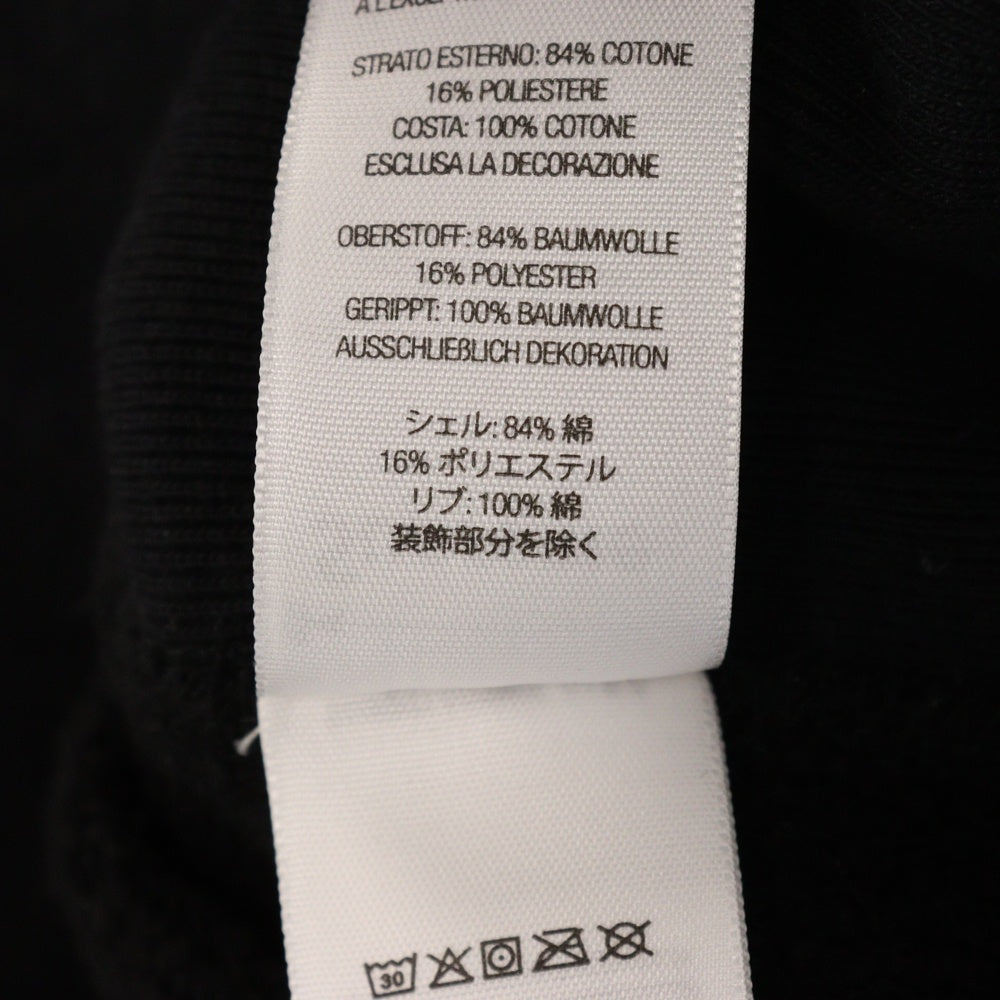 STRATO ESTERNO: 84% COTONE
16% POLIESTERE
COSTA: 100% COTONE
ESCLUSA LA DECORAZIONE
OBERSTOFF: 84% BAUMWOLLE
16% POLYESTER
GERIPPT: 100% BAUMWOLLE
AUSSCHLIEßLICH DEKORATION
シェル: 84% 綿
16% ポリエステル
リブ: 100% 綿
装飾部分を除く
30